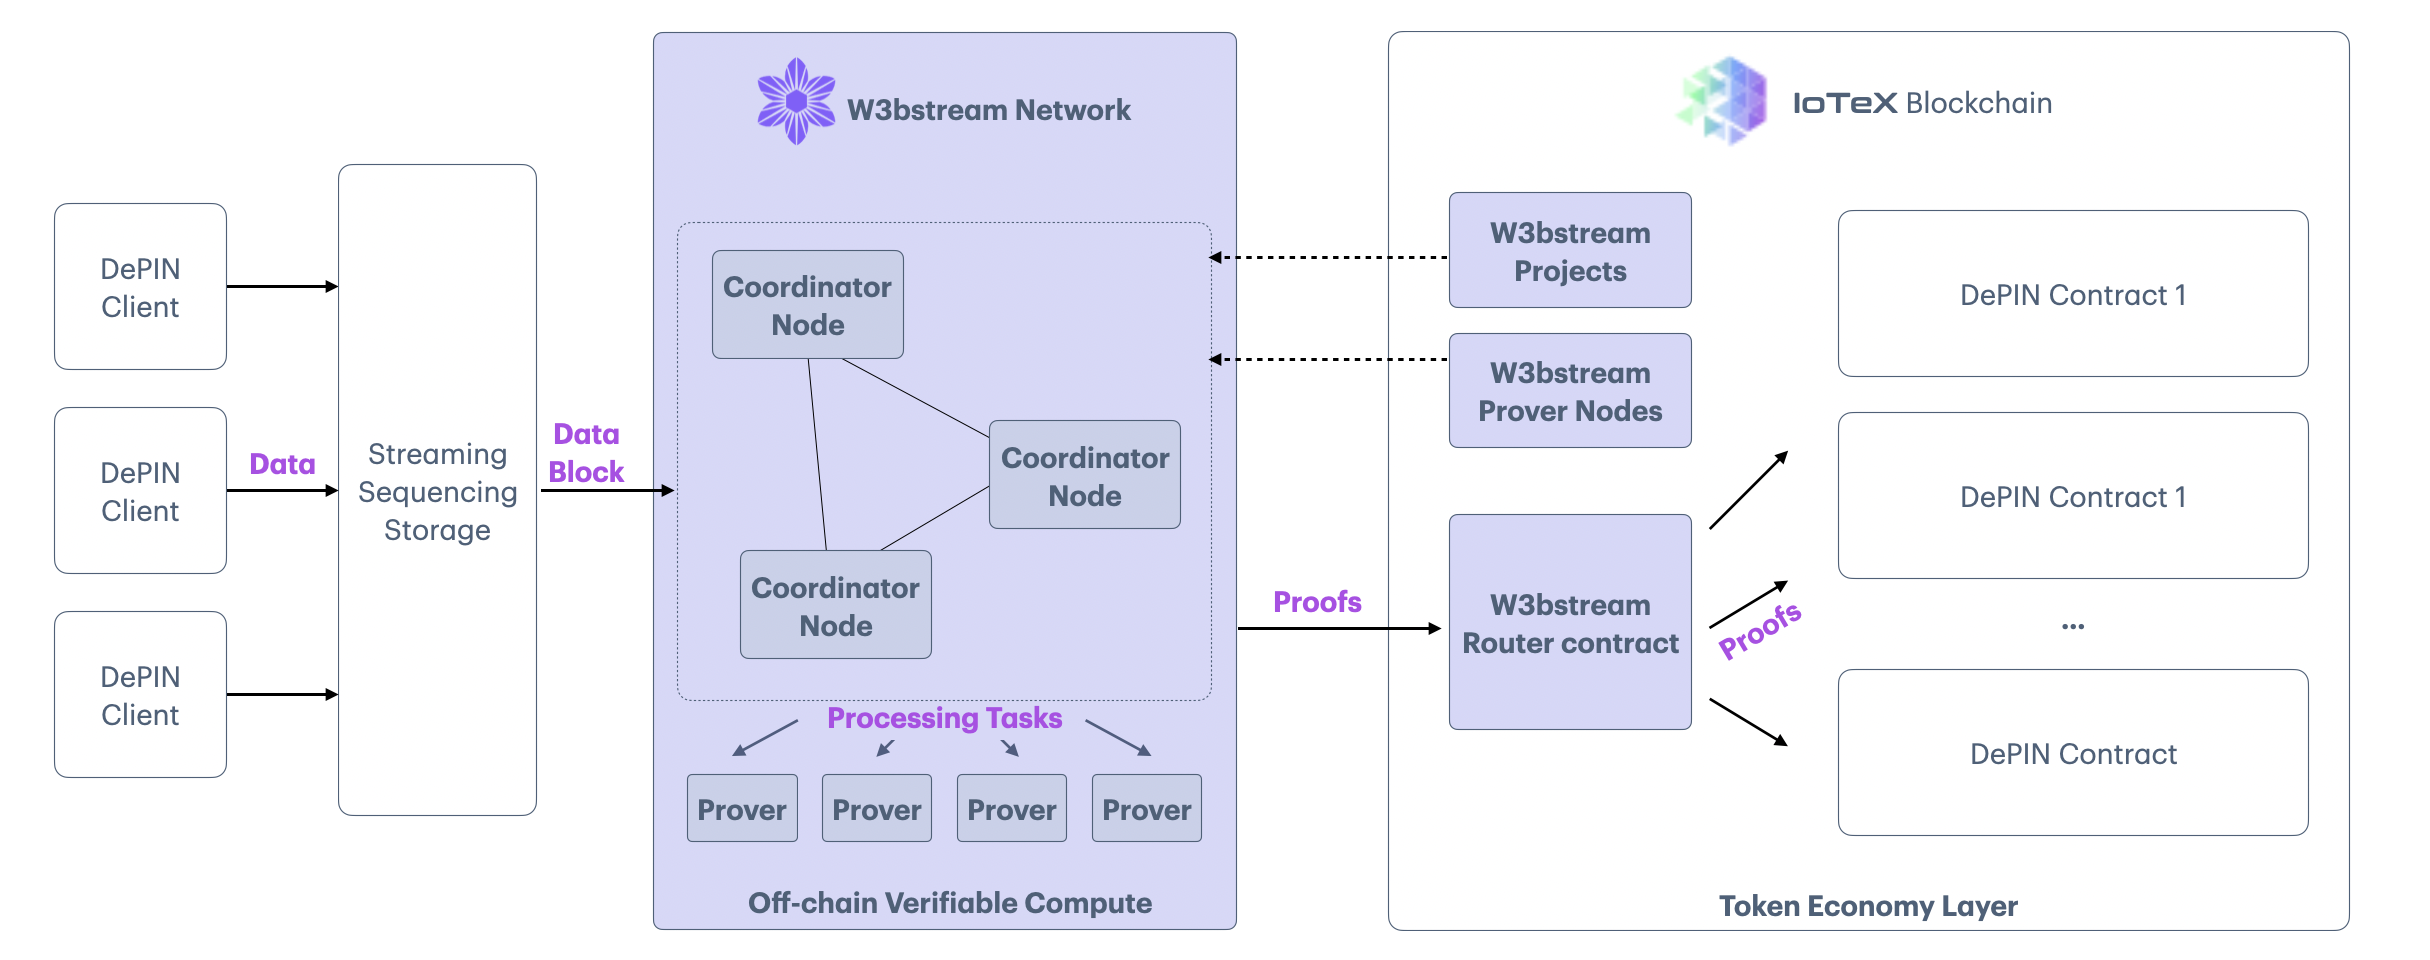 W3bstream Network
IoTeX Blockchain
DePIN
Client
DePIN
Client
DePIN
Client
Data
Streaming
Sequencing
Storage
Data
Block
Coordinator
Node
Coordinator
Node
Coordinator
Node
Processing Tasks
Prover
Prover
Prover
Prover
Off-chain Verifiable Compute
Proofs
W3bstream
Projects
W3bstream
Prover Nodes
W3bstream
Router contract
Proofs
DePIN Contract 1
DePIN Contract 1
...
DePIN Contract
Token Economy Layer